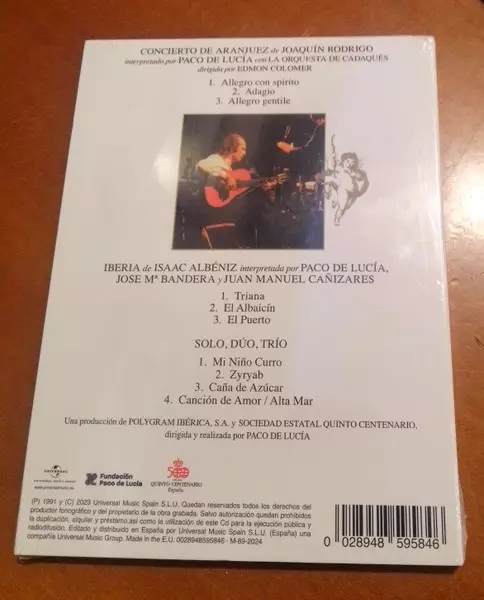 CONCIERTO DE ARANJUEZ de JOAQUÍN RODRIGO
interpretado por PACO DE LUCÍA con LA ORQUESTA DE CADAQUÉS
dirigida por EDMON COLOMER
1. Allegro con spirito
2. Adagio
3. Allegro gentile
IBERIA de ISAAC ALBÉNIZ interpretada por PACO DE LUCÍA,
JOSE Mª BANDERA y JUAN MANUEL CAÑIZARES
1. Triana
2. El Albaicín
3. El Puerto
SOLO, DÚO, TRÍO
1. Mi Niño Curro
2. Zyryab
3. Caña de Azúcar
4. Canción de Amor / Alta Mar
Una producción de POLYGRAM IBÉRICA, S.A. y SOCIEDAD ESTATAL QUINTO CENTENARIO,
dirigida y realizada por PACO DE LUCÍA
UNIVERSAL
Fundación
Paco de Lucía
QUINTO CENTENARIO
España
(P) 1991 y (C) 2023 Universal Music Spain S.L.U. Quedan reservados todos los derechos del
productor fonográfico y del propietario de la obra grabada. Salvo autorización quedan prohibidos
la duplicación, alquiler y préstamo,así como la utilización de este Cd para la ejecución pública y
radiodifusión. Editado y distribuido en España por Universal Music Spain S.L.U. (España) una
compañía Universal Music Group. Made in the E.U. 0028948595846 - M-89-2024
0 028948 595846